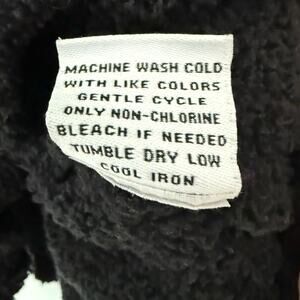 MACHINE WASH COLD
WITH LIKE COLORS
GENTLE CYCLE
ONLY NON-CHLORINE
BLEACH IF NEEDED
TUMBLE DRY LOW
COOL IRON